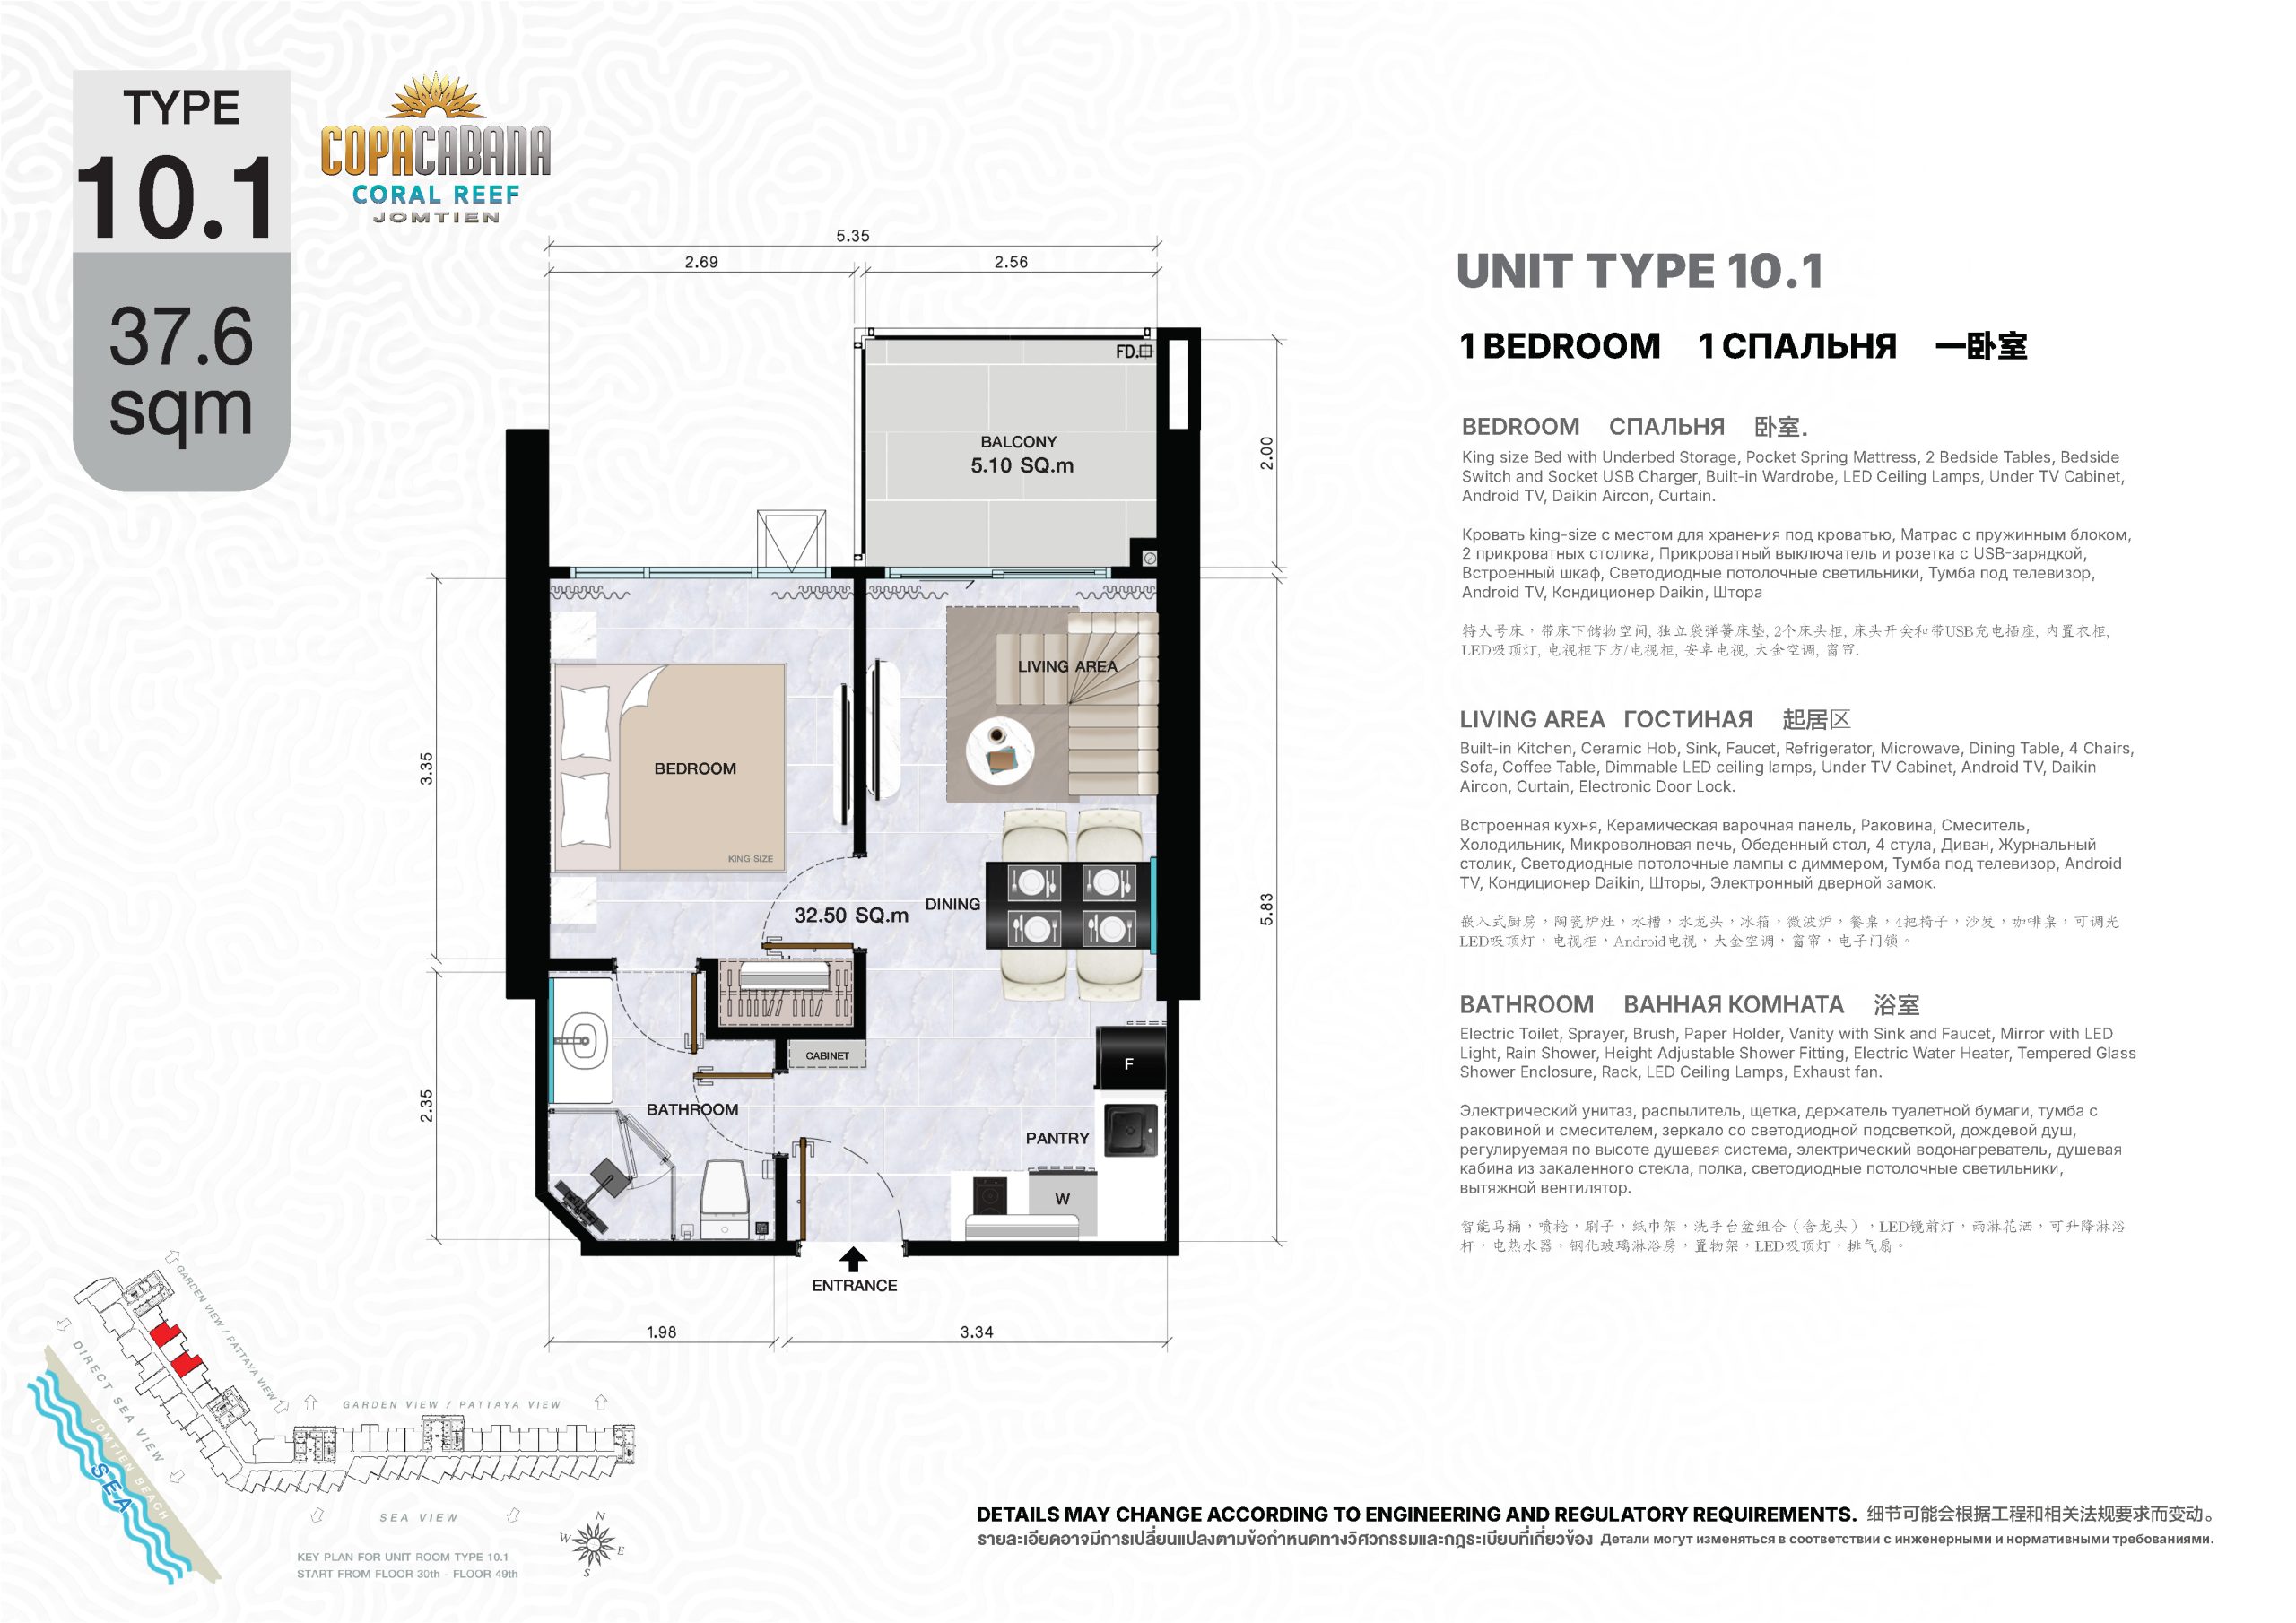 TYPE
10.1
37.6
sqm
COPACABANA
CORAL REEF
JOMTIEN
5.35
2.69
2.56
FD.
BALCONY
5.10 SQ.m
2.00
LIVING AREA
BEDROOM
KING SIZE
3.35
32.50 SQ.m
DINING
5.83
CABINET
F
2.35
BATHROOM
PANTRY
W
ENTRANCE
1.98
3.34
UNIT TYPE 10.1
1 BEDROOM 1 СПАЛЬНЯ 一卧室
BEDROOM СПАЛЬНЯ 卧室.
King size Bed with Underbed Storage, Pocket Spring Mattress, 2 Bedside Tables, Bedside
Switch and Socket USB Charger, Built-in Wardrobe, LED Ceiling Lamps, Under TV Cabinet,
Android TV, Daikin Aircon, Curtain.
Кровать king-size с местом для хранения под кроватью, Матрас с пружинным блоком,
2 прикроватных столика, Прикроватный выключатель и розетка с USB-зарядкой,
Встроенный шкаф, Светодиодные потолочные светильники, Тумба под телевизор,
Android TV, Кондиционер Daikin, Штора
特大号床，带床下储物空间, 独立袋弹簧床垫, 2个床头柜, 床头开关和带USB充电插座, 内置衣柜,
LED吸顶灯, 电视柜下方/电视柜, 安卓电视, 大金空调, 窗帘.
LIVING AREA ГОСТИНАЯ 起居区
Built-in Kitchen, Ceramic Hob, Sink, Faucet, Refrigerator, Microwave, Dining Table, 4 Chairs,
Sofa, Coffee Table, Dimmable LED ceiling lamps, Under TV Cabinet, Android TV, Daikin
Aircon, Curtain, Electronic Door Lock.
Встроенная кухня, Керамическая варочная панель, Раковина, Смеситель,
Холодильник, Микроволновая печь, Обеденный стол, 4 стула, Диван, Журнальный
столик, Светодиодные потолочные лампы с диммером, Тумба под телевизор, Android
TV, Кондиционер Daikin, Шторы, Электронный дверной замок.
嵌入式厨房，陶瓷炉灶，水槽，水龙头，冰箱，微波炉，餐桌，4把椅子，沙发，咖啡桌，可调光
LED吸顶灯，电视柜，Android电视，大金空调，窗帘，电子门锁。
BATHROOM ВАННАЯ КОМНАТА 浴室
Electric Toilet, Sprayer, Brush, Paper Holder, Vanity with Sink and Faucet, Mirror with LED
Light, Rain Shower, Height Adjustable Shower Fitting, Electric Water Heater, Tempered Glass
Shower Enclosure, Rack, LED Ceiling Lamps, Exhaust fan.
Электрический унитаз, распылитель, щетка, держатель туалетной бумаги, тумба с
раковиной и смесителем, зеркало со светодиодной подсветкой, дождевой душ,
регулируемая по высоте душевая система, электрический водонагреватель, душевая
кабина из закаленного стекла, полка, светодиодные потолочные светильники,
вытяжной вентилятор.
智能马桶，喷枪，刷子，纸巾架，洗手台盆组合（含龙头），LED镜前灯，雨淋花洒，可升降淋浴
杆，电热水器，钢化玻璃淋浴房，置物架，LED吸顶灯，排气扇。
GARDEN VIEW / PATTAYA VIEW
DIRECT SEA VIEW
JOMTIEN BEACH
SEA
GARDEN VIEW / PATTAYA VIEW
SEA VIEW
N
W
E
S
KEY PLAN FOR UNIT ROOM TYPE 10.1
START FROM FLOOR 30th - FLOOR 49th
DETAILS MAY CHANGE ACCORDING TO ENGINEERING AND REGULATORY REQUIREMENTS. 细节可能会根据工程和相关法规要求而变动。
รายละเอียดอาจมีการเปลี่ยนแปลงตามข้อกำหนดทางวิศวกรรมและกฎระเบียบที่เกี่ยวข้อง Детали могут изменяться в соответствии с инженерными и нормативными требованиями.